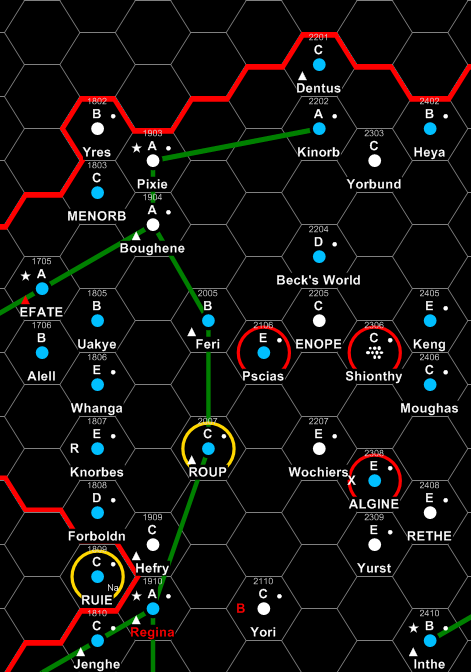 2201
C
Dentus
1802
B
Yres
2202
A
Kinorb
2402
B
Heya
1903
A
Pixie
2303
C
Yorbund
1803
C
MENORB
1904
A
Boughene
2204
D
Beck's World
1705
A
EFATE
1805
B
Uakye
2005
B
Feri
2205
C
ENOPE
2405
E
Keng
1706
B
Alell
2106
E
Pscias
2306
C
Shionthy
1806
E
Whanga
2406
C
Moughas
1807
E
R
Knorbes
2007
C
ROUP
2207
E
Wochiers
2308
E
X
ALGINE
1808
D
Forboldn
2408
E
RETHE
1909
C
Hefry
2309
E
Yurst
1809
C
Na
RUIE
1910
A
Regina
2110
C
B
Yori
1810
C
Jenghe
2410
B
Inthe